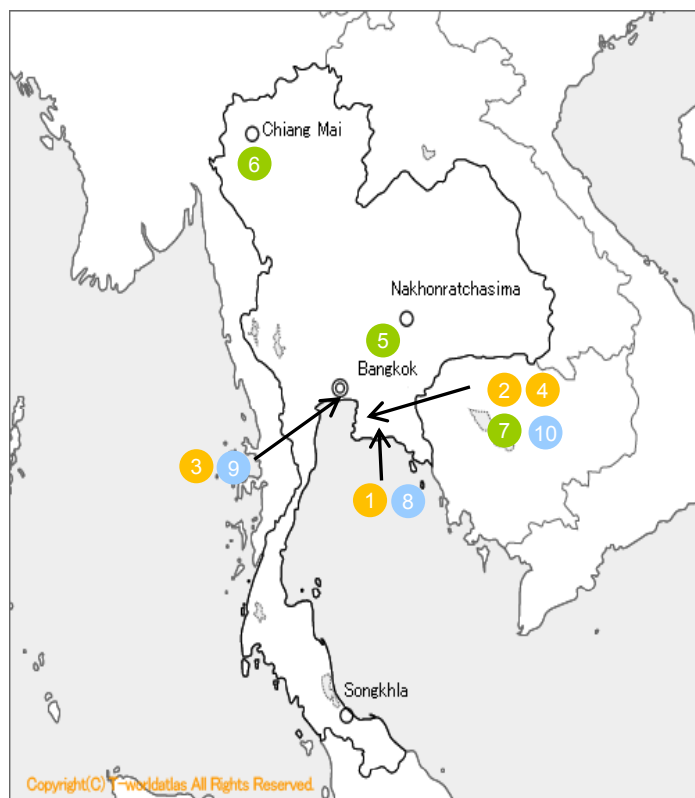 Chiang Mai
6
Nakhonratchasima
5
Bangkok
2 4
7 10
3 9
1 8
Songkhla
Copyright(C) T-worldatlas All Rights Reserved.